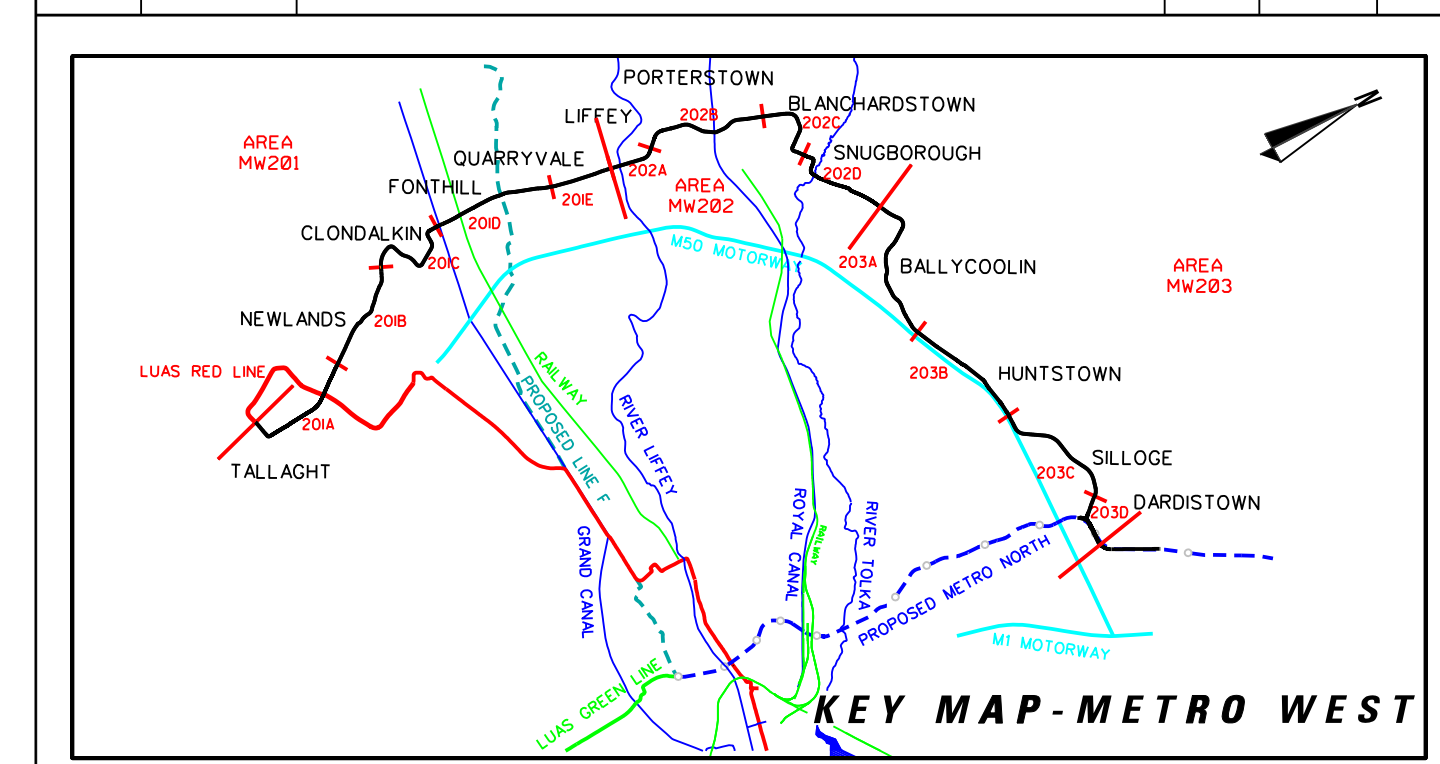 PORTERSTOWN
BLANCHARDSTOWN
LIFFEY
202B
202C
AREA
MW201
QUARRYVALE
202A
SNUGBOROUGH
202D
FONTHILL
201E
AREA
MW202
201D
CLONDALKIN
M50 MOTORWAY
201C
203A
BALLYCOOLIN
AREA
MW203
NEWLANDS
201B
LUAS RED LINE
RAILWAY
203B
HUNTSTOWN
PROPOSED LINE F
RIVER LIFFEY
201A
TALLAGHT
SILLOGE
203C
DARDISTOWN
203D
ROYAL CANAL
RAILWAY
RIVER TOLKA
GRAND CANAL
PROPOSED METRO NORTH
M1 MOTORWAY
LUAS GREEN LINE
KEY MAP-METRO WEST
N